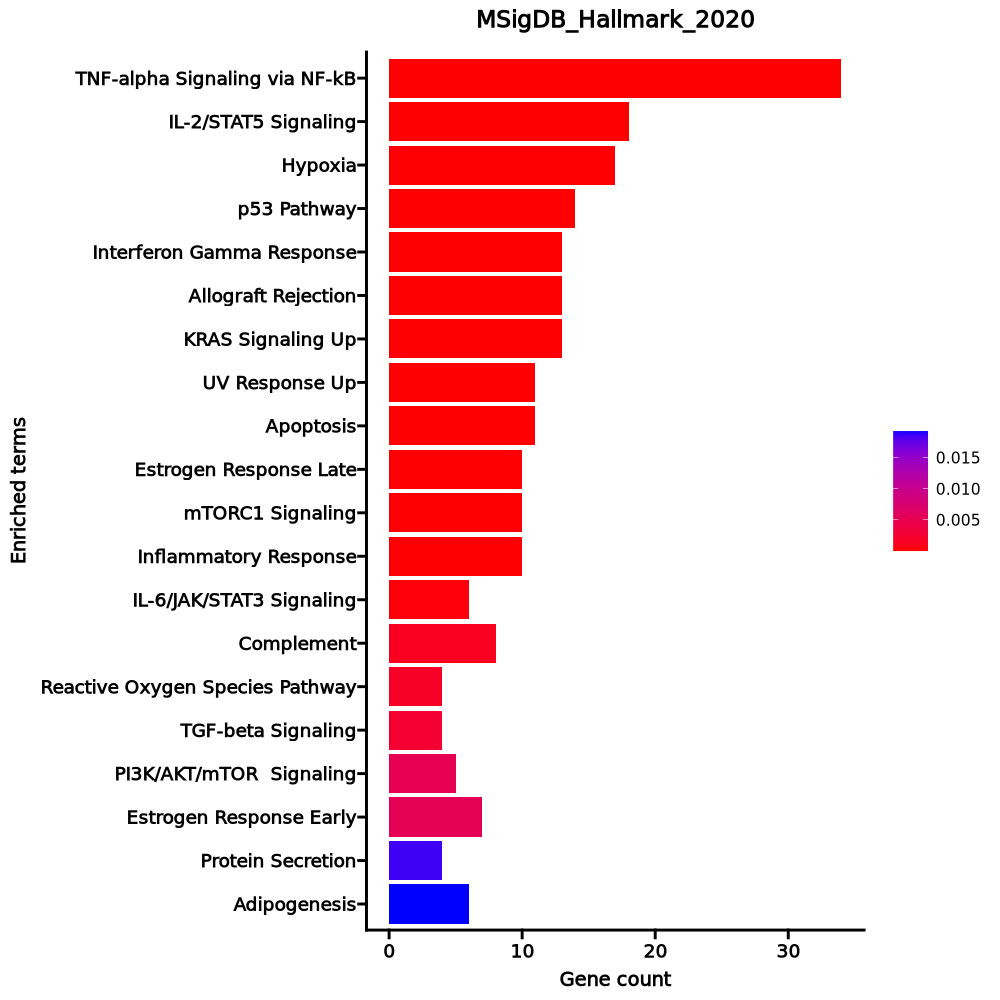 MSigDB_Hallmark_2020
TNF-alpha Signaling via NF-kB
IL-2/STAT5 Signaling
Hypoxia
p53 Pathway
Interferon Gamma Response
Allograft Rejection
KRAS Signaling Up
UV Response Up
Apoptosis
Estrogen Response Late
mTORC1 Signaling
Inflammatory Response
IL-6/JAK/STAT3 Signaling
Complement
Reactive Oxygen Species Pathway
TGF-beta Signaling
PI3K/AKT/mTOR  Signaling
Estrogen Response Early
Protein Secretion
Adipogenesis
Enriched terms
0 10 20 30
Gene count
0.015
0.010
0.005